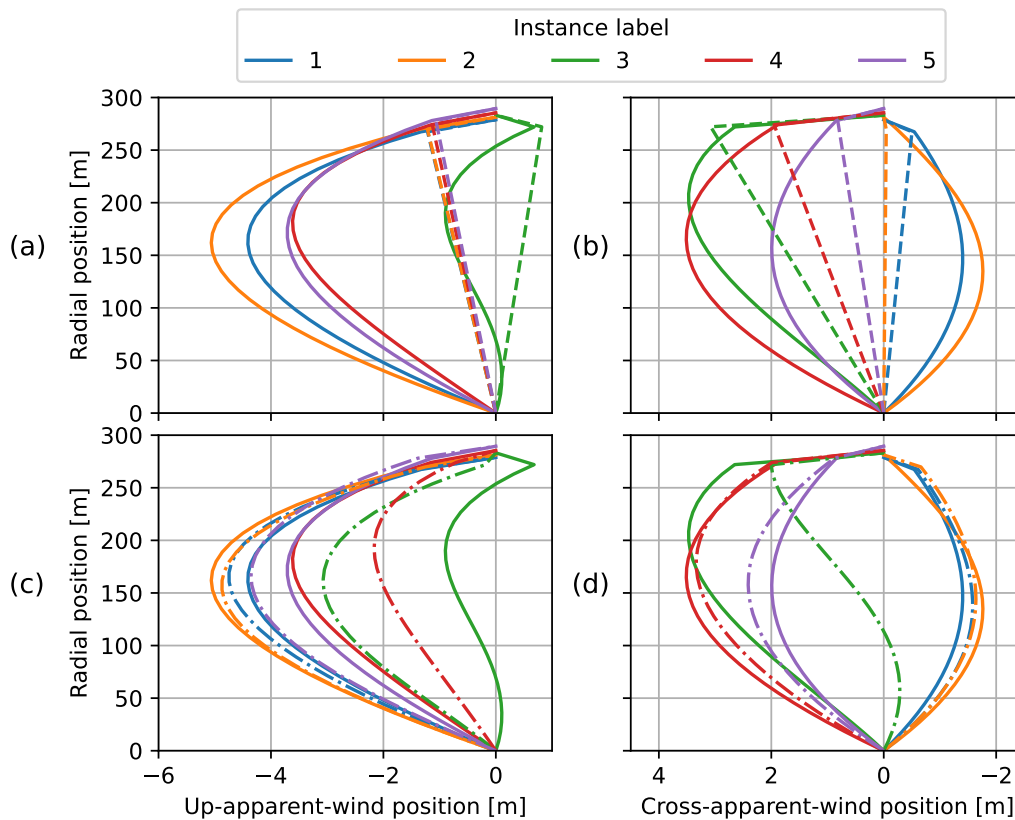 Instance label
1 2 3 4 5
300
250
200
150
100
50
0
Radial position [m]
(a)
(b)
300
250
200
150
100
50
0
Radial position [m]
(c)
(d)
−6 −4 −2 0
4 2 0 −2
Up-apparent-wind position [m]
Cross-apparent-wind position [m]